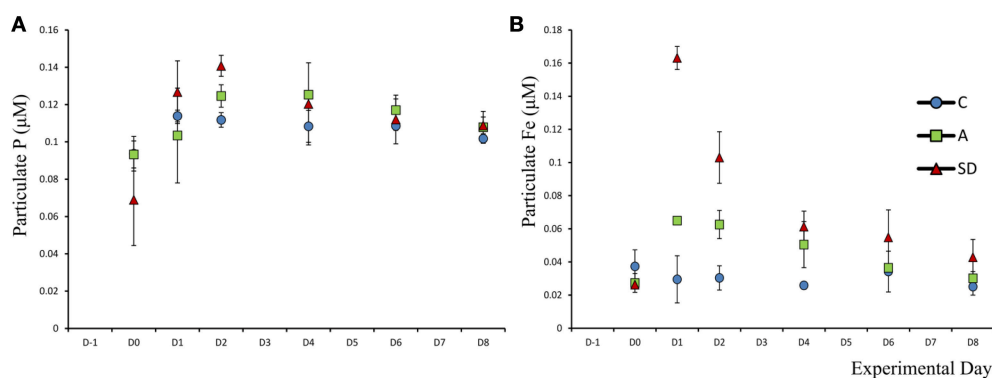 A
Particulate P (μM)
0.16
0.14
0.12
0.1
0.08
0.06
0.04
0.02
0
D-1 D0 D1 D2 D3 D4 D5 D6 D7 D8
B
Particulate Fe (μM)
0.18
0.16
0.14
0.12
0.1
0.08
0.06
0.04
0.02
0
C
A
SD
D-1 D0 D1 D2 D3 D4 D5 D6 D7 D8
Experimental Day